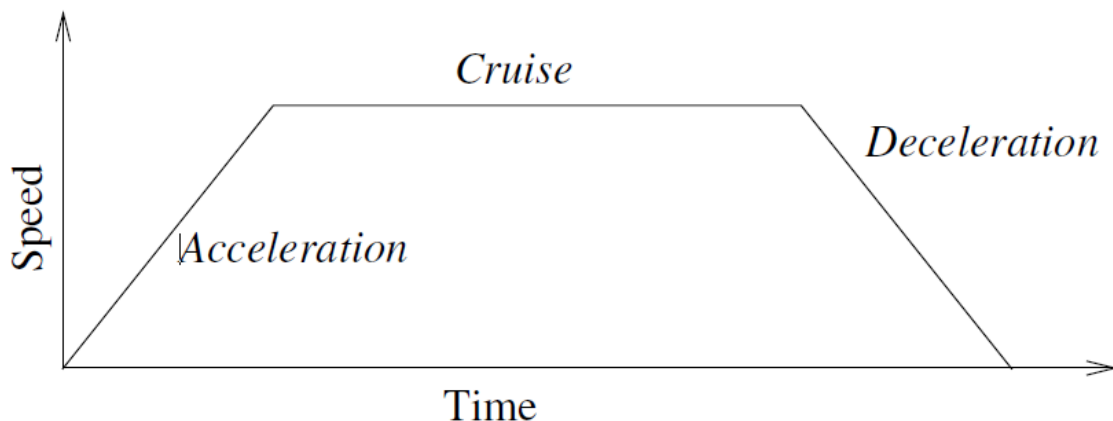 Cruise
Deceleration
Speed
Acceleration
Time